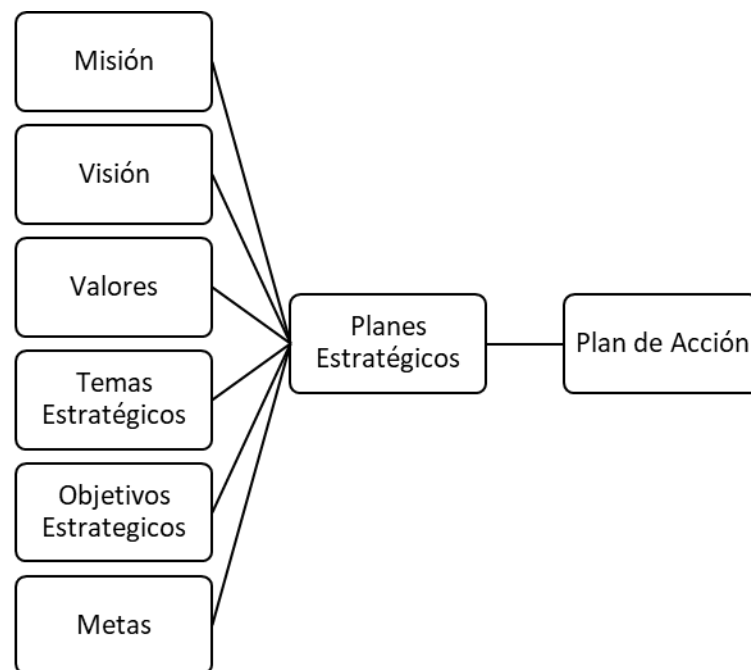 Misión
Visión
Valores
Temas
Estratégicos
Objetivos
Estrategicos
Metas
Planes
Estratégicos
Plan de Acción